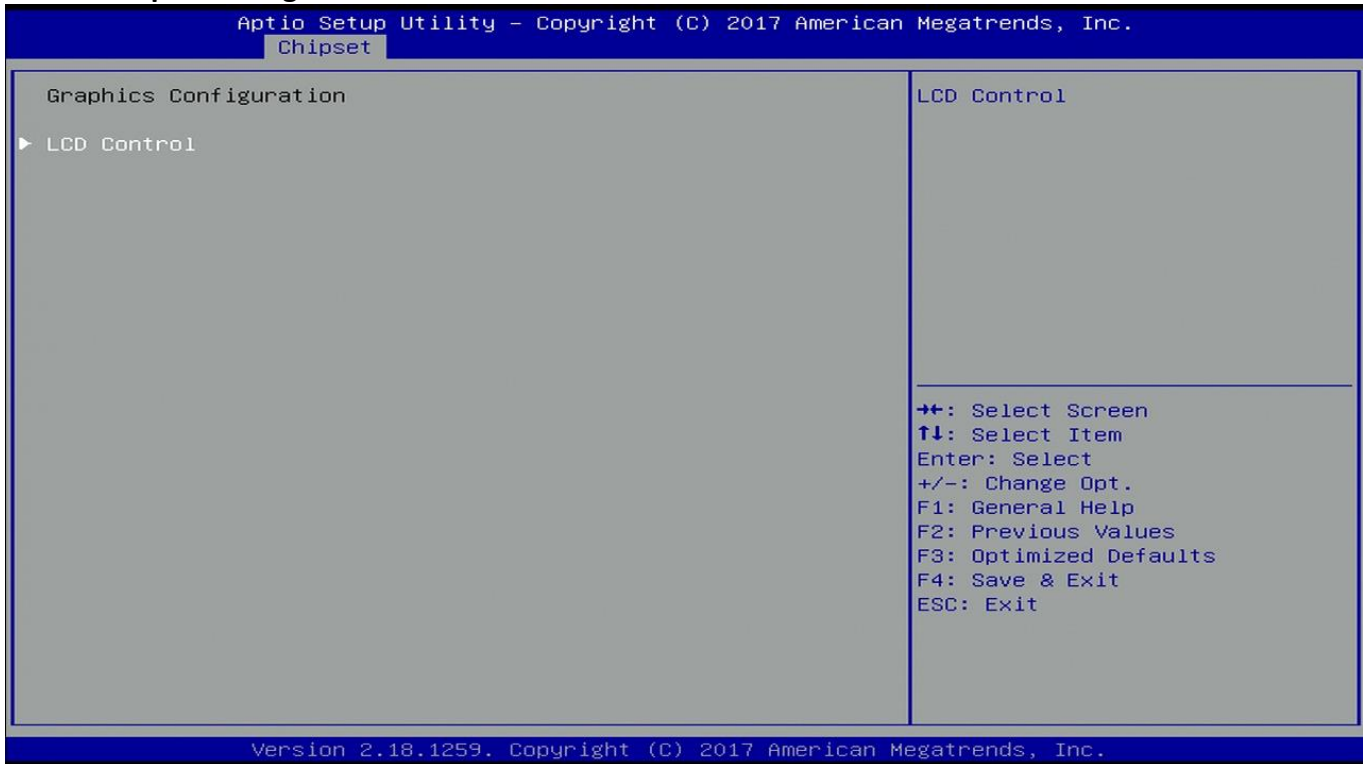 Aptio Setup Utility – Copyright (C) 2017 American Megatrends, Inc.
Chipset
Graphics Configuration
► LCD Control
LCD Control
→←: Select Screen
↑↓: Select Item
Enter: Select
+/-: Change Opt.
F1: General Help
F2: Previous Values
F3: Optimized Defaults
F4: Save & Exit
ESC: Exit
Version 2.18.1259. Copyright (C) 2017 American Megatrends, Inc.